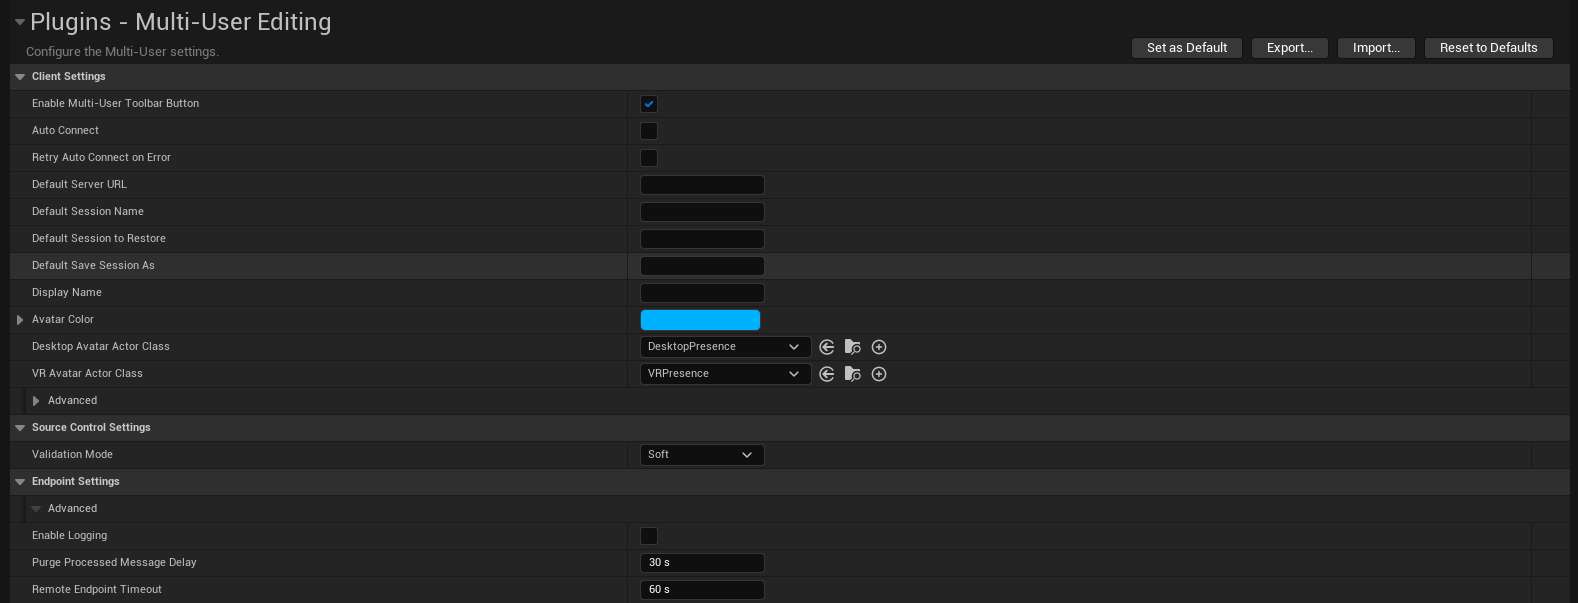 Plugins - Multi-User Editing
Configure the Multi-User settings.
Set as Default
Export...
Import...
Reset to Defaults
Client Settings
Enable Multi-User Toolbar Button
Auto Connect
Retry Auto Connect on Error
Default Server URL
Default Session Name
Default Session to Restore
Default Save Session As
Display Name
Avatar Color
Desktop Avatar Actor Class
DesktopPresence
VR Avatar Actor Class
VRPresence
Advanced
Source Control Settings
Validation Mode
Soft
Endpoint Settings
Advanced
Enable Logging
Purge Processed Message Delay
30 s
Remote Endpoint Timeout
60 s